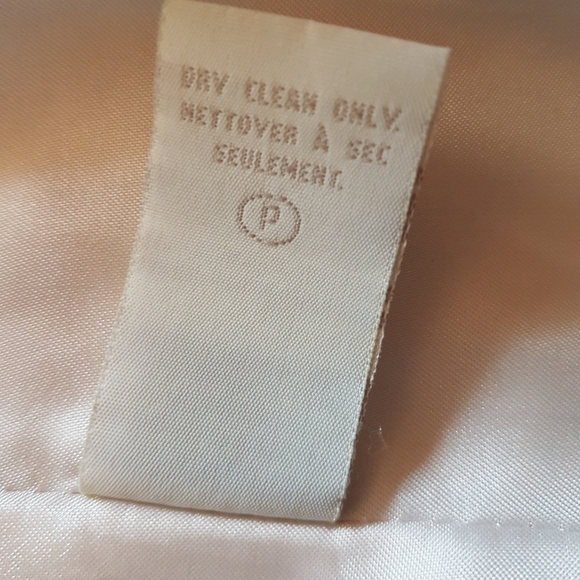 DRY CLEAN ONLY.
NETTOYER À SEC
SEULEMENT.
P